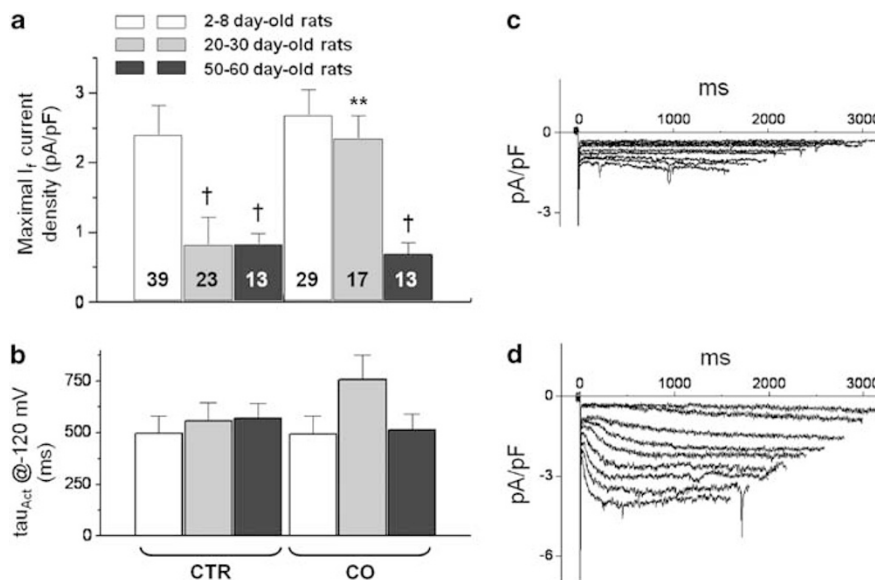 a
2-8 day-old rats
20-30 day-old rats
50-60 day-old rats
Maximal If current
density (pA/pF)
3
2
1
0
†
†
**
†
39
23
13
29
17
13
b
tauAct @-120 mV
(ms)
750
500
250
0
CTR
CO
c
ms
0
1000
2000
3000
pA/pF
0
-3
d
ms
0
1000
2000
3000
pA/pF
0
-3
-6